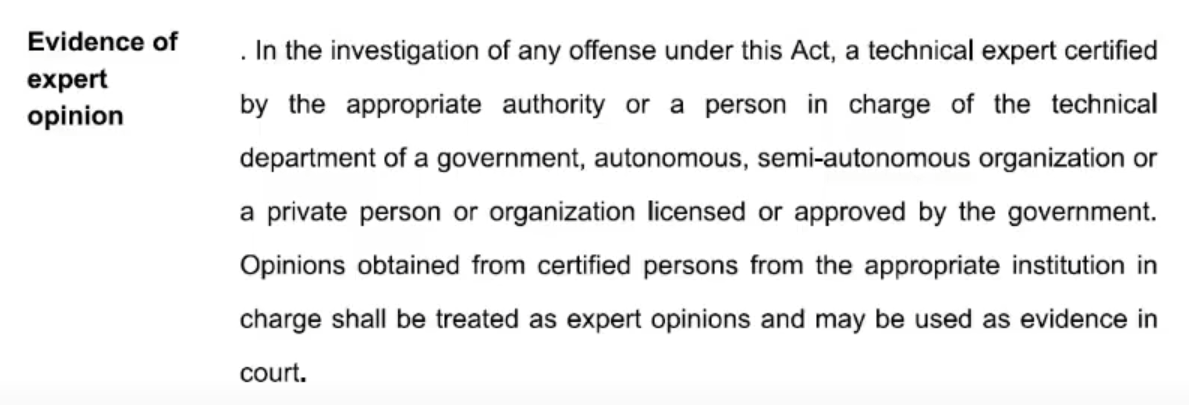 Evidence of
expert
opinion
. In the investigation of any offense under this Act, a technical expert certified
by the appropriate authority or a person in charge of the technical
department of a government, autonomous, semi-autonomous organization or
a private person or organization licensed or approved by the government.
Opinions obtained from certified persons from the appropriate institution in
charge shall be treated as expert opinions and may be used as evidence in
court.